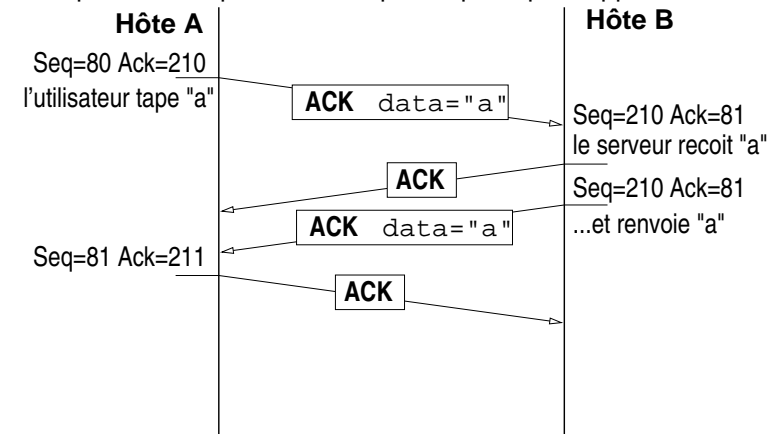 Hôte A
Hôte B
Seq=80 Ack=210
l'utilisateur tape "a"
ACK data="a"
Seq=210 Ack=81
le serveur recoit "a"
ACK
Seq=210 Ack=81
...et renvoie "a"
ACK data="a"
Seq=81 Ack=211
ACK